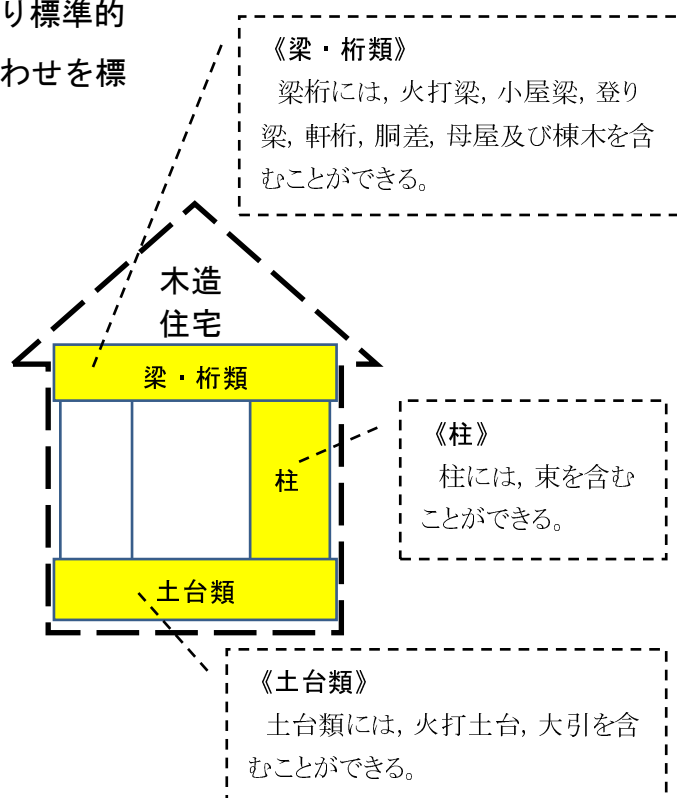 り標準的
わせを標
《梁・桁類》
梁桁には，火打梁，小屋梁，登り
梁，軒桁，胴差，母屋及び棟木を含
むことができる。
木造
住宅
梁・桁類
《柱》
柱には，束を含む
ことができる。
柱
土台類
《土台類》
土台類には，火打土台，大引を含
むことができる。